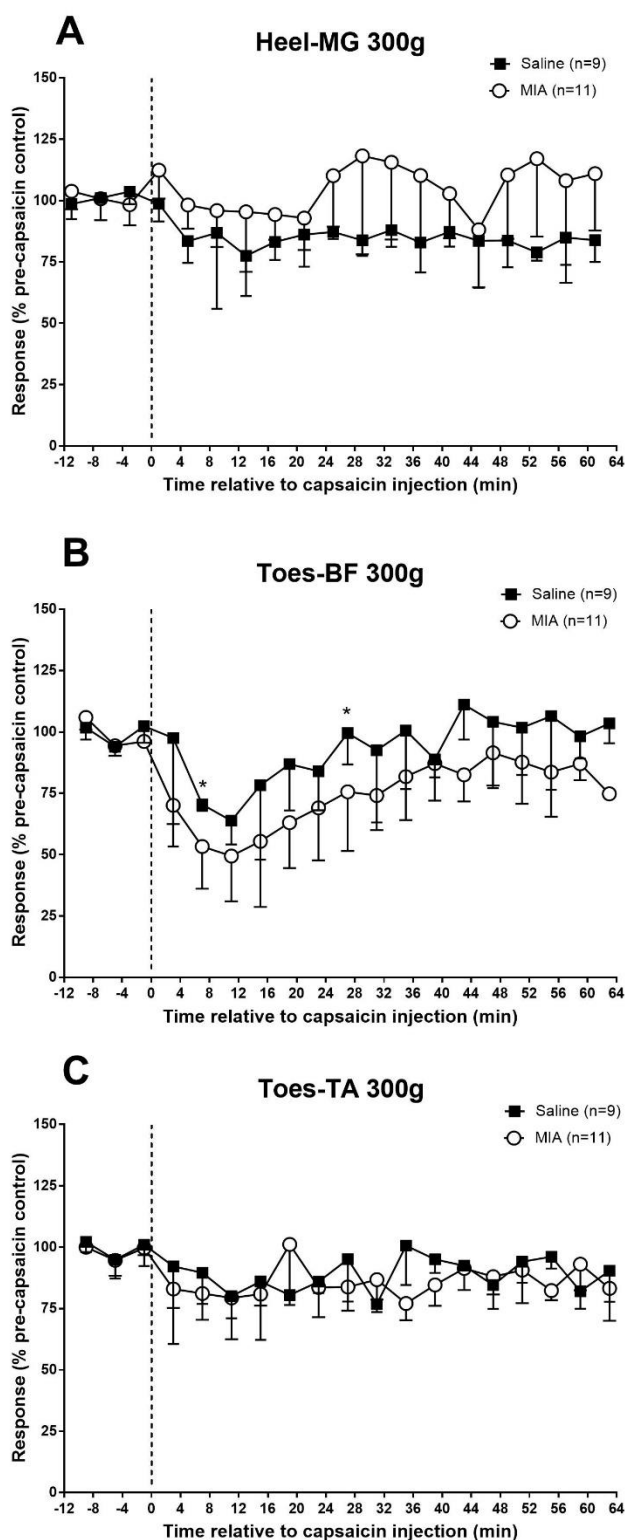 A
Heel-MG 300g
Saline (n=9)
MIA (n=11)
Response (% pre-capsaicin control)
150
125
100
75
50
25
0
-12 -8 -4 0 4 8 12 16 20 24 28 32 36 40 44 48 52 56 60 64
Time relative to capsaicin injection (min)
B
Toes-BF 300g
Saline (n=9)
MIA (n=11)
Response (% pre-capsaicin control)
150
125
100
75
50
25
0
*
*
-12 -8 -4 0 4 8 12 16 20 24 28 32 36 40 44 48 52 56 60 64
Time relative to capsaicin injection (min)
C
Toes-TA 300g
Saline (n=9)
MIA (n=11)
Response (% pre-capsaicin control)
150
125
100
75
50
25
0
-12 -8 -4 0 4 8 12 16 20 24 28 32 36 40 44 48 52 56 60 64
Time relative to capsaicin injection (min)